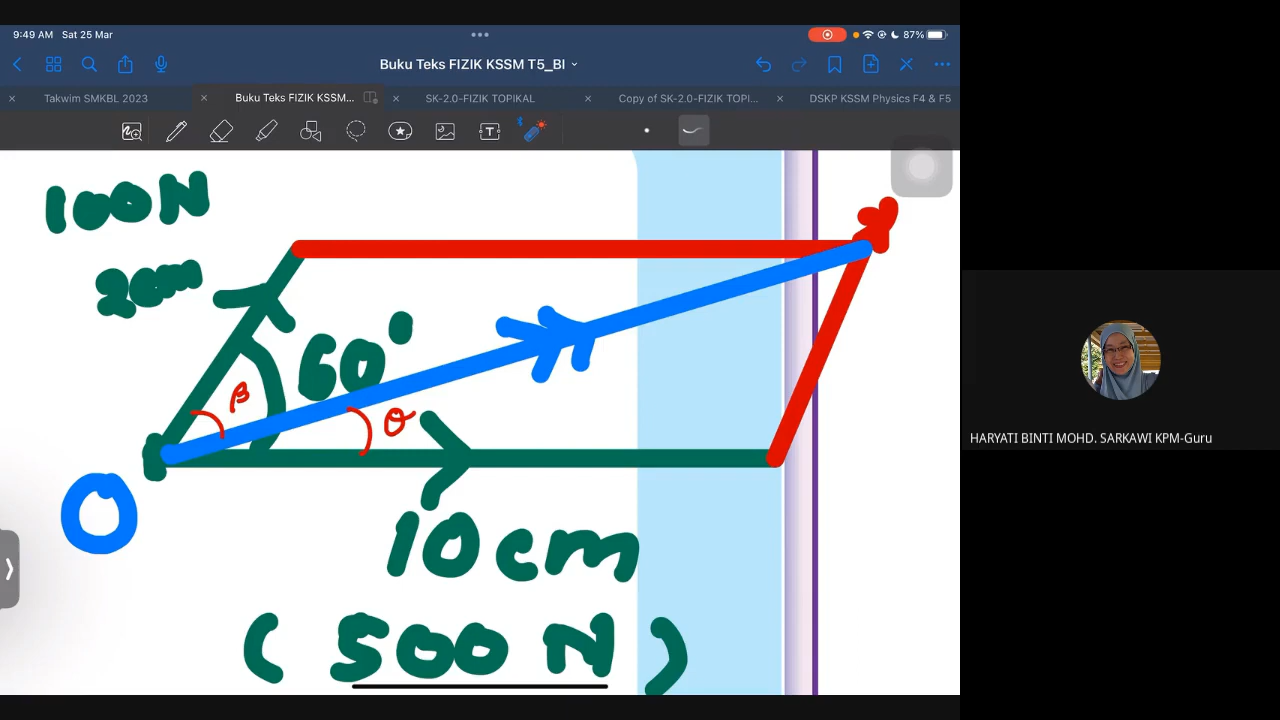 9:49 AM Sat 25 Mar
87%
Buku Teks FIZIK KSSM T5_BI
Takwim SMKBL 2023
Buku Teks FIZIK KSSM...
SK-2.0-FIZIK TOPIKAL
Copy of SK-2.0-FIZIK TOPI...
DSKP KSSM Physics F4 & F5
T
100N
2cm
60°
β
θ
O
10cm
(500 N)
HARYATI BINTI MOHD. SARKAWI KPM-Guru